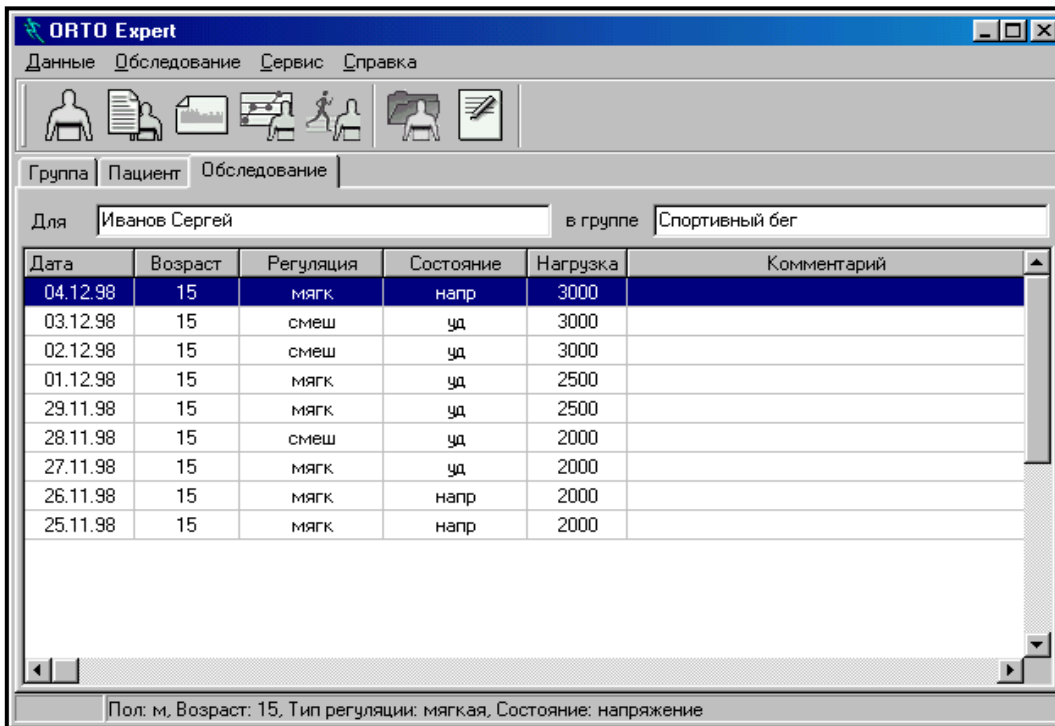 ORTO Expert
Данные Обследование Сервис Справка
Группа Пациент Обследование
Для Иванов Сергей в группе Спортивный бег
Дата Возраст Регуляция Состояние Нагрузка Комментарий
04.12.98 15 мягк напр 3000
03.12.98 15 смеш уд 3000
02.12.98 15 смеш уд 3000
01.12.98 15 мягк уд 2500
29.11.98 15 мягк уд 2500
28.11.98 15 смеш уд 2000
27.11.98 15 мягк уд 2000
26.11.98 15 мягк напр 2000
25.11.98 15 мягк напр 2000
Пол: м, Возраст: 15, Тип регуляции: мягкая, Состояние: напряжение